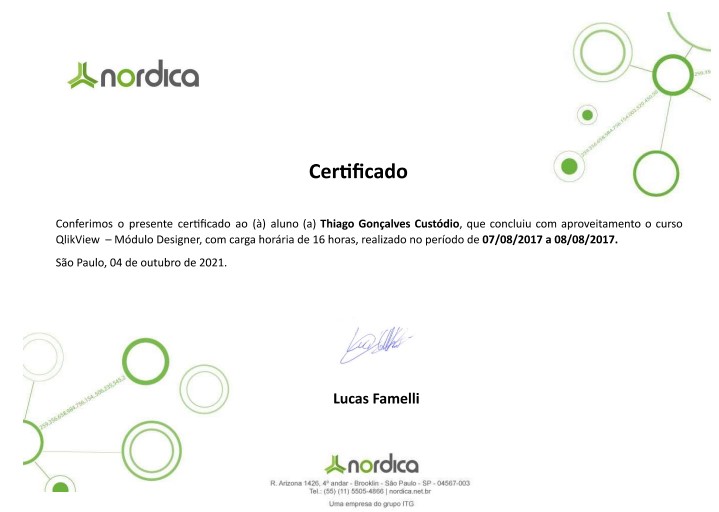 nordica
Certificado
Conferimos o presente certificado ao (à) aluno (a) Thiago Gonçalves Custódio, que concluiu com aproveitamento o curso
QlikView – Módulo Designer, com carga horária de 16 horas, realizado no período de 07/08/2017 a 08/08/2017.
São Paulo, 04 de outubro de 2021.
Lucas Famelli
nordica
R. Arizona 1426, 4º andar - Brooklin - São Paulo - SP - 04567-003
Tel.: (55) (11) 5505-4866 | nordica.net.br
Uma empresa do grupo ITG